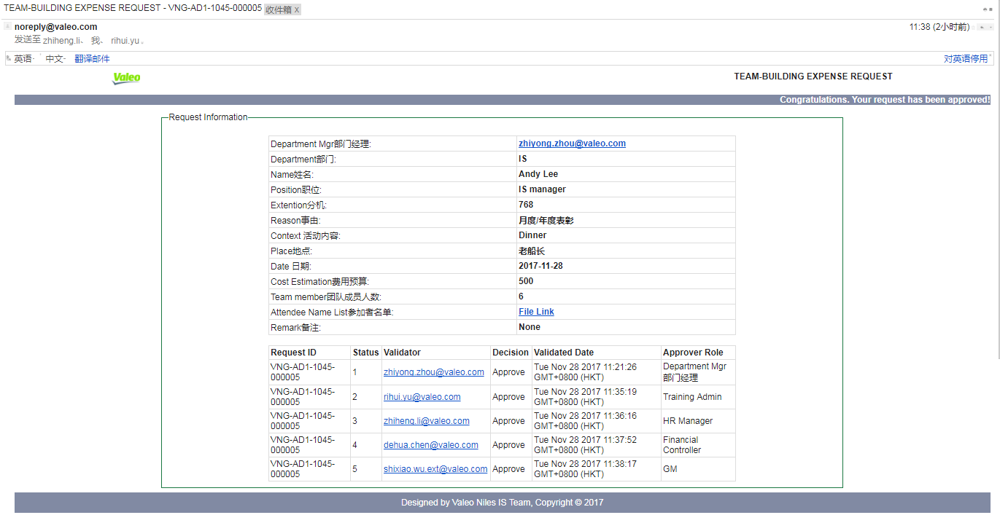 TEAM-BUILDING EXPENSE REQUEST - VNG-AD1-1045-000005 收件箱 x
noreply@valeo.com 11:38 (2小时前)
发送至 zhiheng.li、 我、 rihui.yu。
英语 中文 翻译邮件 对英语停用
Valeo TEAM-BUILDING EXPENSE REQUEST
Congratulations. Your request has been approved!
Request Information
Department Mgr部门经理: zhiyong.zhou@valeo.com
Department部门: IS
Name姓名: Andy Lee
Position职位: IS manager
Extention分机: 768
Reason事由: 月度/年度表彰
Context 活动内容: Dinner
Place地点: 老船长
Date 日期: 2017-11-28
Cost Estimation费用预算: 500
Team member团队成员人数: 6
Attendee Name List参加者名单: File Link
Remark备注: None
Request ID Status Validator Decision Validated Date Approver Role
VNG-AD1-1045-000005 1 zhiyong.zhou@valeo.com Approve Tue Nov 28 2017 11:21:26 GMT+0800 (HKT) Department Mgr 部门经理
VNG-AD1-1045-000005 2 rihui.yu@valeo.com Approve Tue Nov 28 2017 11:35:19 GMT+0800 (HKT) Training Admin
VNG-AD1-1045-000005 3 zhiheng.li@valeo.com Approve Tue Nov 28 2017 11:36:16 GMT+0800 (HKT) HR Manager
VNG-AD1-1045-000005 4 dehua.chen@valeo.com Approve Tue Nov 28 2017 11:37:52 GMT+0800 (HKT) Financial Controller
VNG-AD1-1045-000005 5 shixiao.wu.ext@valeo.com Approve Tue Nov 28 2017 11:38:17 GMT+0800 (HKT) GM
Designed by Valeo Niles IS Team, Copyright © 2017